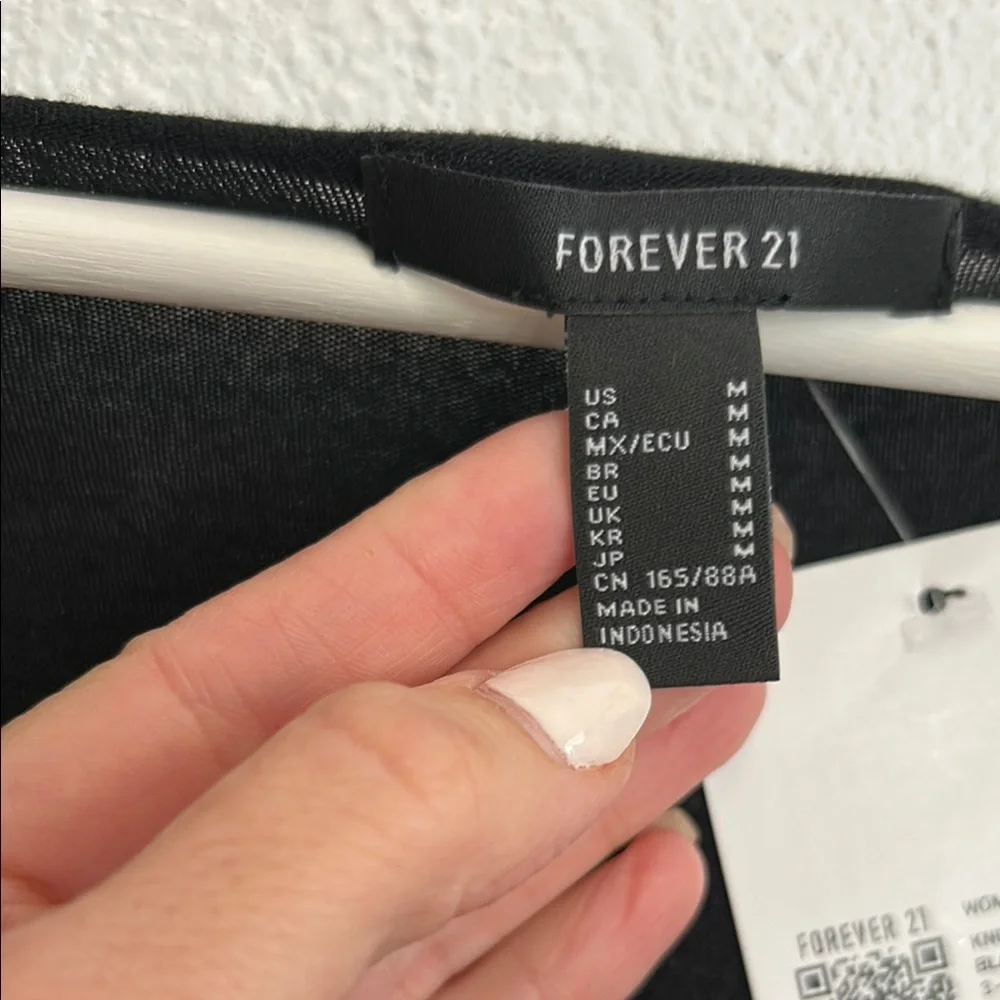 FOREVER 21
US M
CA M
MX/ECU M
BR M
EU M
UK M
KR M
JP M
CN 165/88A
MADE IN
INDONESIA
FOREVER 21